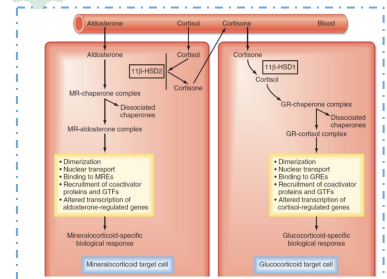 Aldosterone Cortisol Cortisone Blood
Aldosterone
Cortisol
11β-HSD2
Cortisone
MR-chaperone complex
Dissociated
chaperones
MR-aldosterone complex
• Dimerization
• Nuclear transport
• Binding to MREs
• Recruitment of coactivator
proteins and GTFs
• Altered transcription of
aldosterone-regulated genes
Mineralocorticoid-specific
biological response
Mineralocorticoid target cell
Cortisone
11β-HSD1
Cortisol
GR-chaperone complex
Dissociated
chaperones
GR-cortisol complex
• Dimerization
• Nuclear transport
• Binding to GREs
• Recruitment of coactivator
proteins and GTFs
• Altered transcription of
cortisol-regulated genes
Glucocorticoid-specific
biological response
Glucocorticoid target cell